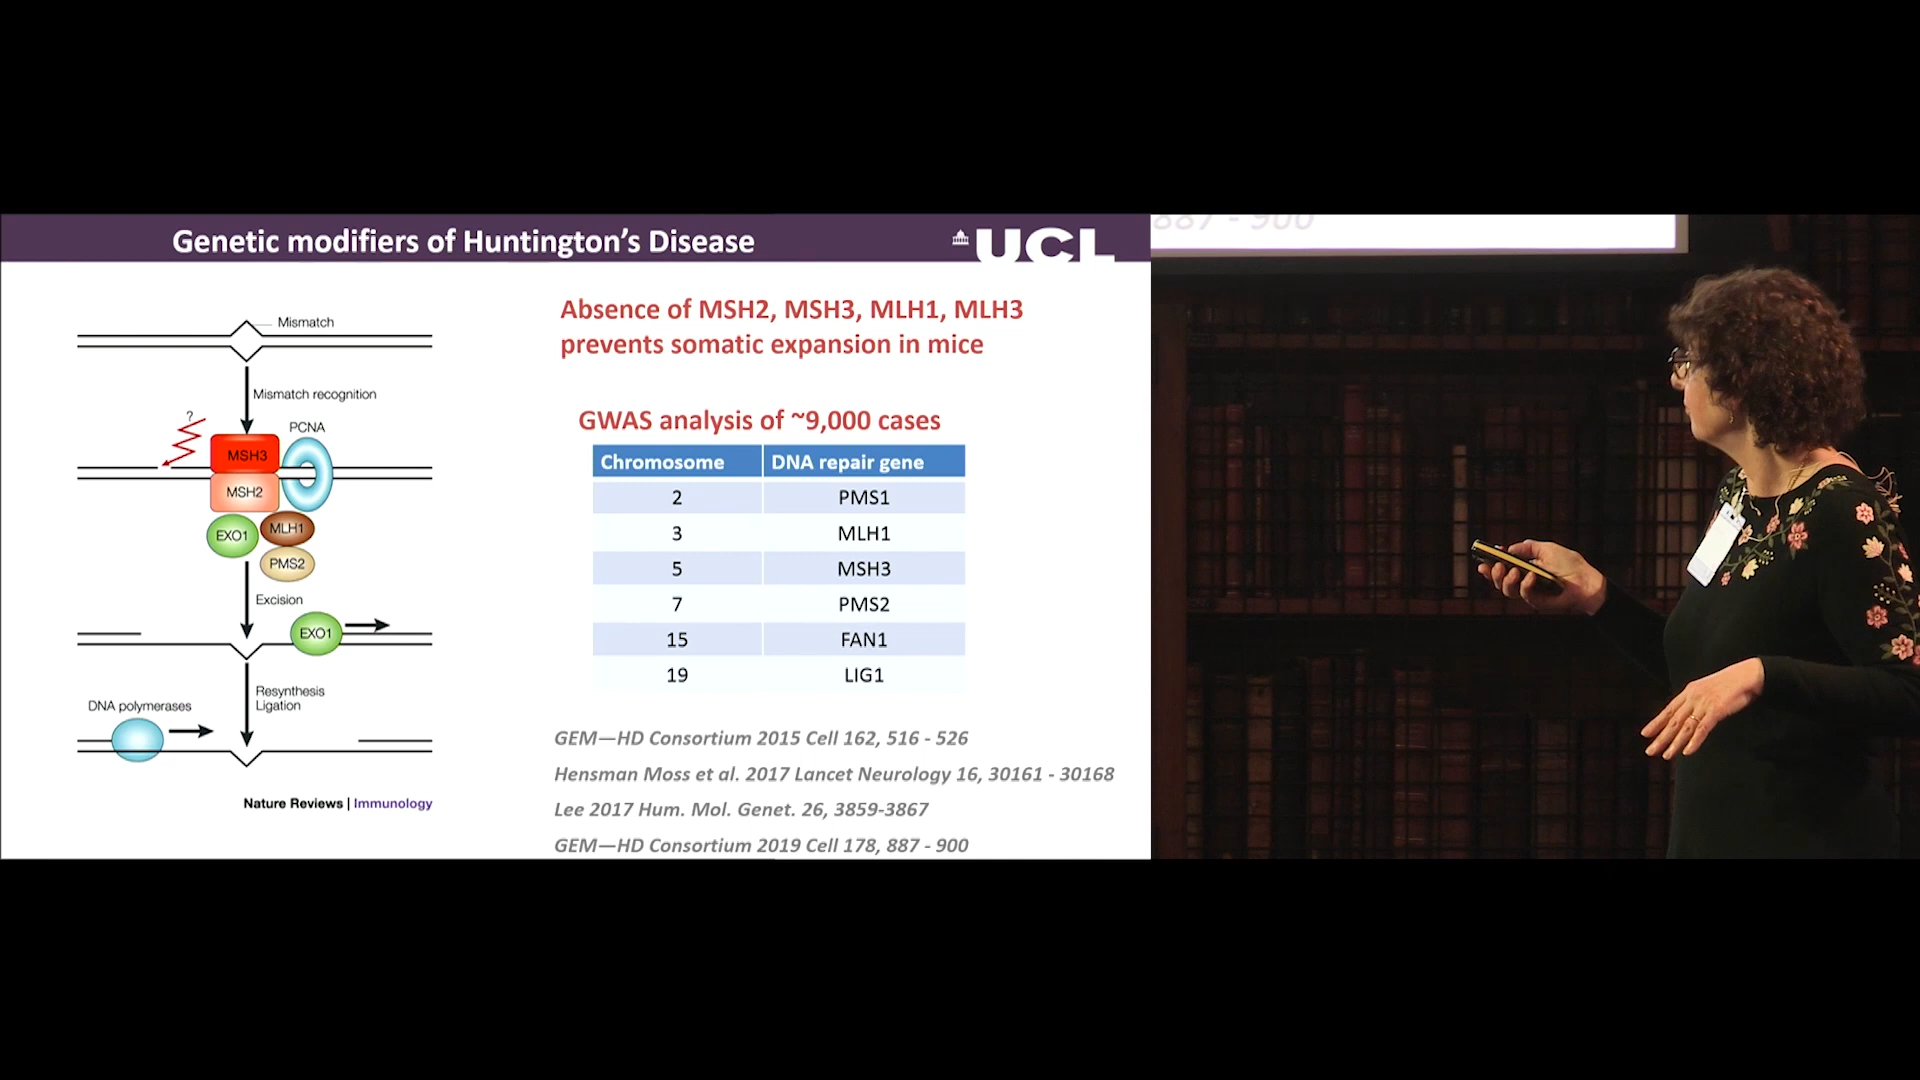 Genetic modifiers of Huntington's Disease
UCL
887 - 900
Mismatch
Mismatch recognition
?
PCNA
MSH3
MSH2
EXO1
MLH1
PMS2
Excision
EXO1
Resynthesis
Ligation
DNA polymerases
Nature Reviews | Immunology
Absence of MSH2, MSH3, MLH1, MLH3
prevents somatic expansion in mice
GWAS analysis of ~9,000 cases
Chromosome DNA repair gene
2 PMS1
3 MLH1
5 MSH3
7 PMS2
15 FAN1
19 LIG1
GEM—HD Consortium 2015 Cell 162, 516 - 526
Hensman Moss et al. 2017 Lancet Neurology 16, 30161 - 30168
Lee 2017 Hum. Mol. Genet. 26, 3859-3867
GEM—HD Consortium 2019 Cell 178, 887 - 900